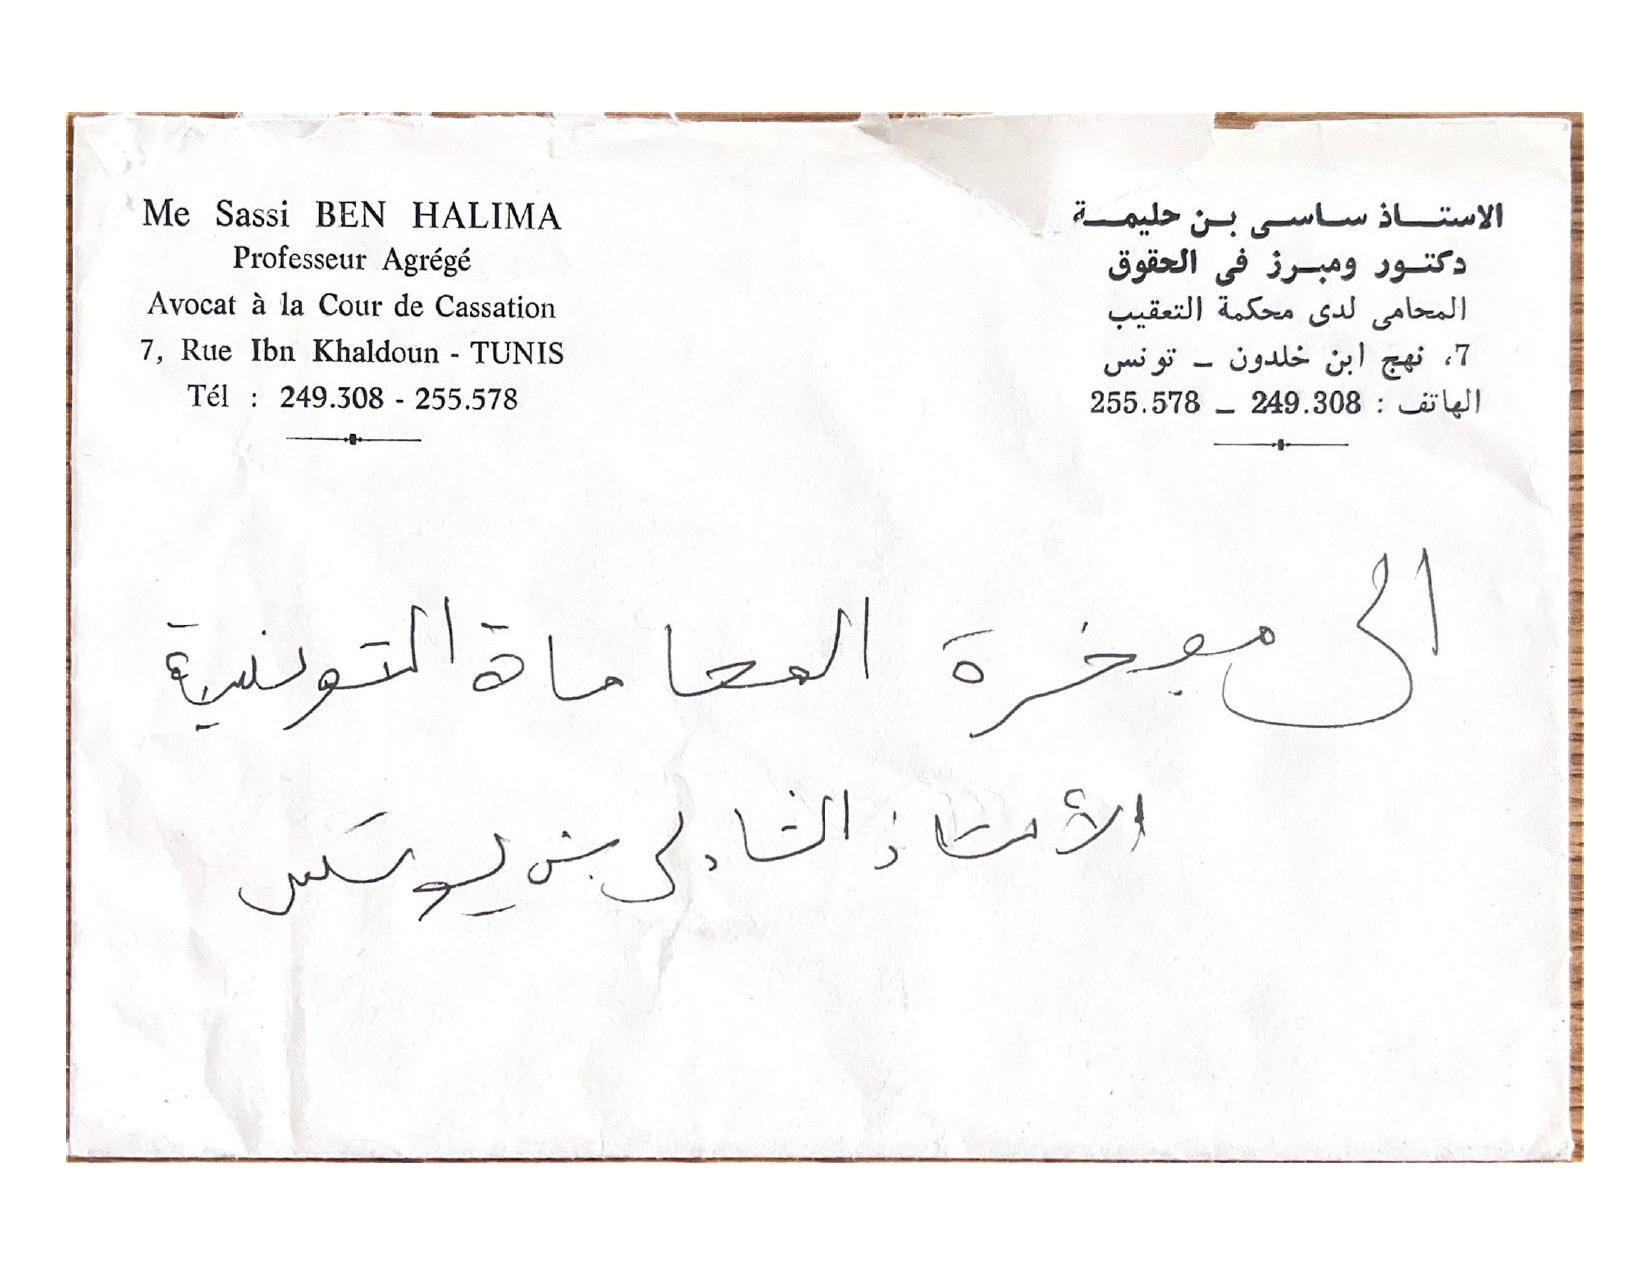 Me Sassi BEN HALIMA
Professeur Agrégé
Avocat à la Cour de Cassation
7, Rue Ibn Khaldoun - TUNIS
Tél : 249.308 - 255.578
الاستاذ ساسى بن حليمة
دكتور ومبرز فى الحقوق
المحامى لدى محكمة التعقيب
7، نهج ابن خلدون – تونس
الهاتف : 249.308 – 255.578
الى مفخرة المحاماة التونسية
الأستاذ الشاذلى بن يونس